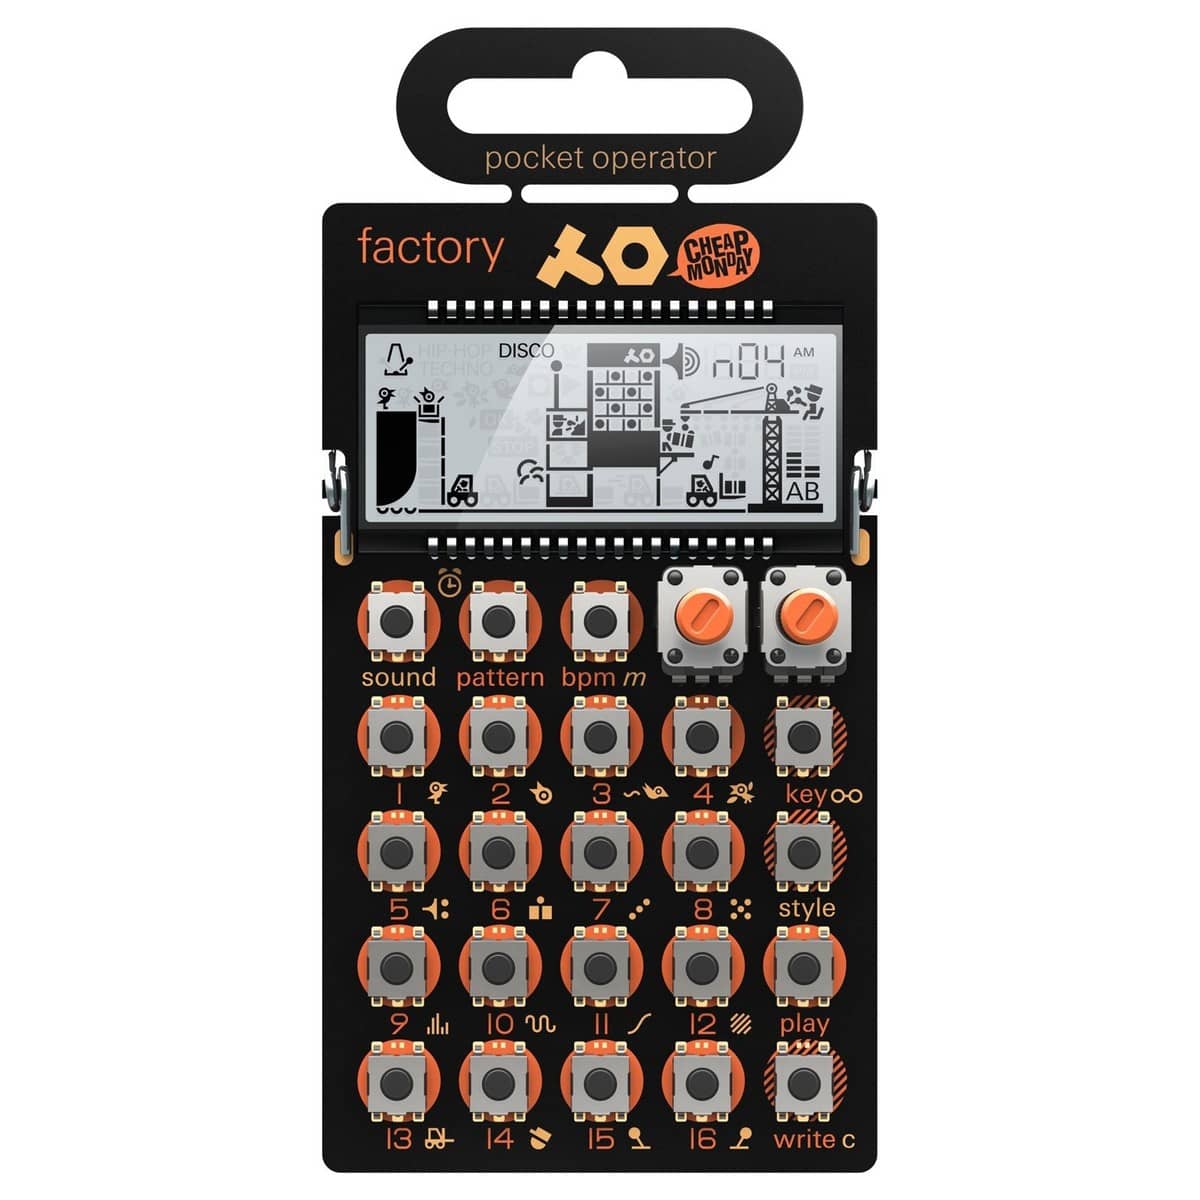 pocket operator
factory CHEAP MONDAY
HIP-HOP DISCO n04 AM
TECHNO
STOP
AB
sound pattern bpm m
1 2 3 4 key
5 6 7 8 style
9 10 11 12 play
13 14 15 16 write c